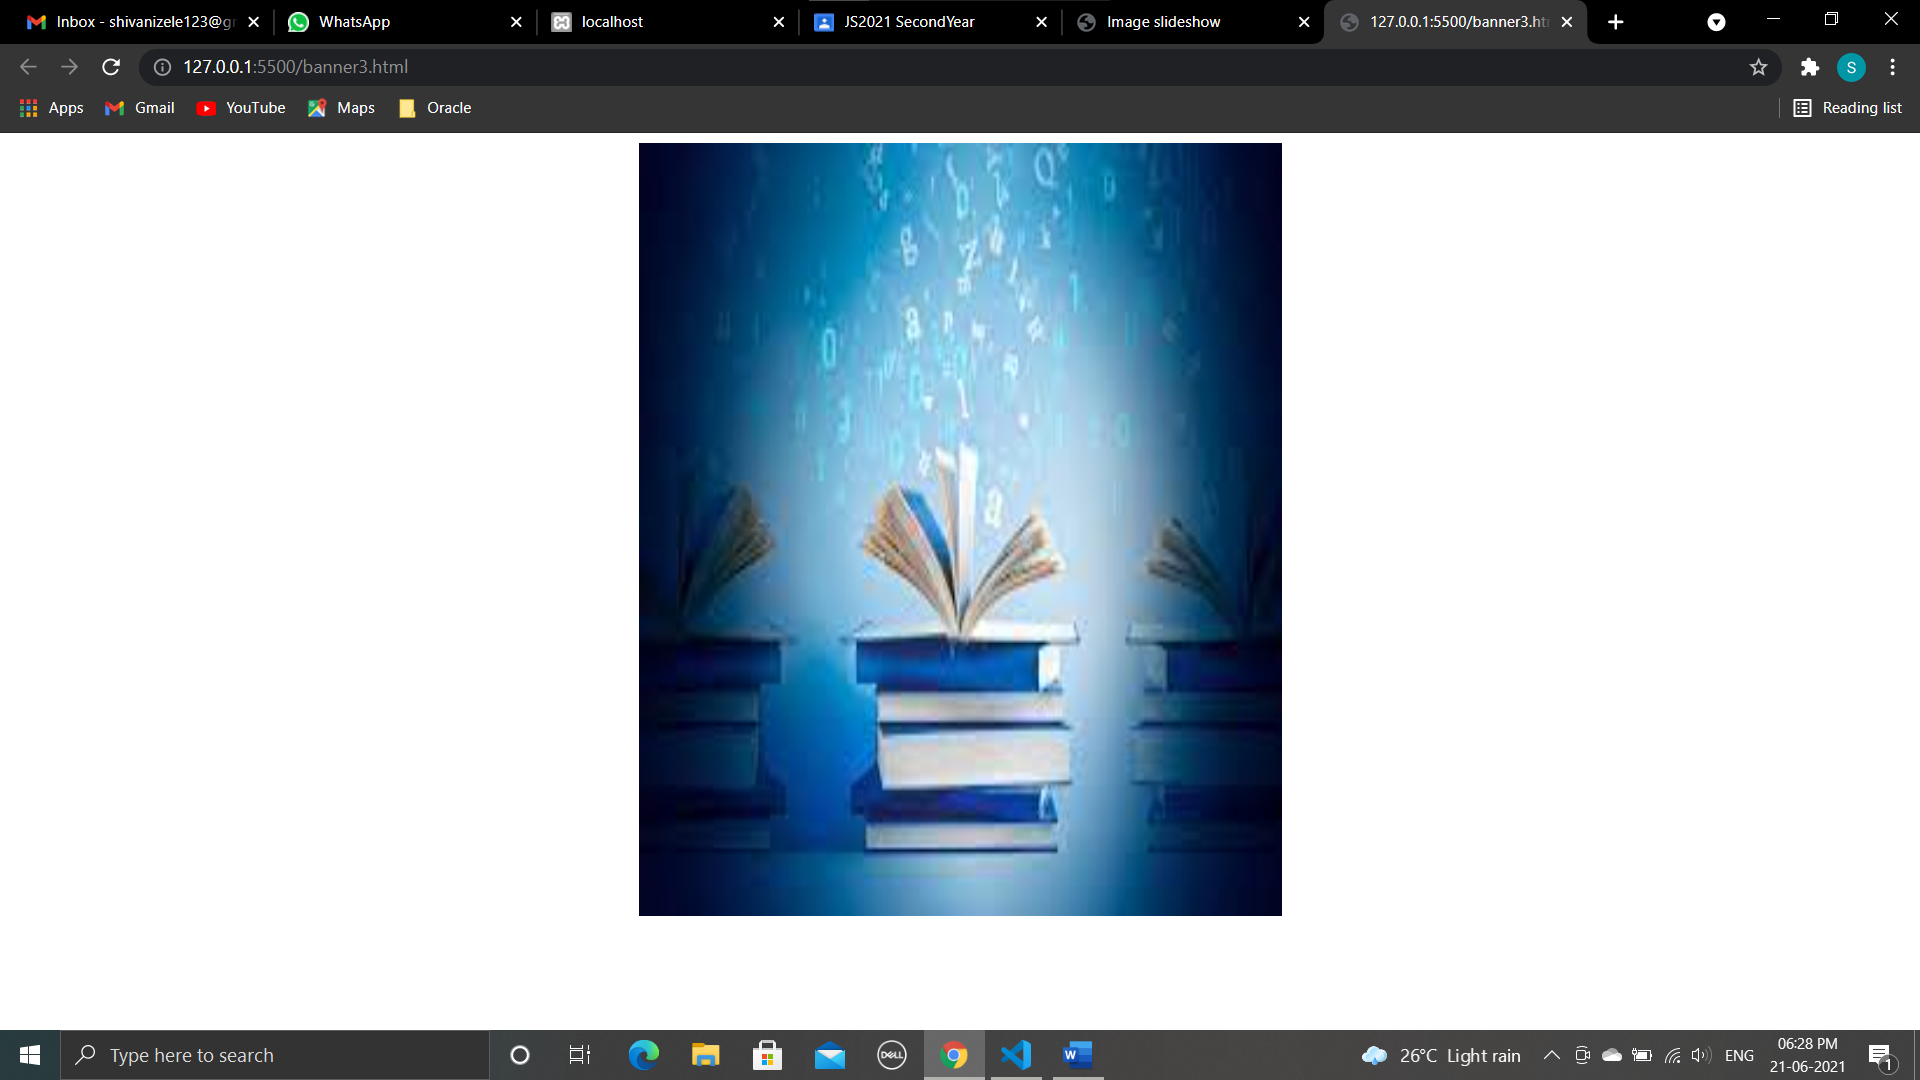 Inbox - shivanizele123@g
WhatsApp
localhost
JS2021 SecondYear
Image slideshow
127.0.0.1:5500/banner3.ht
127.0.0.1:5500/banner3.html
S
Apps
Gmail
YouTube
Maps
Oracle
Reading list
Type here to search
DELL
W
26°C Light rain
ENG
06:28 PM
21-06-2021
1